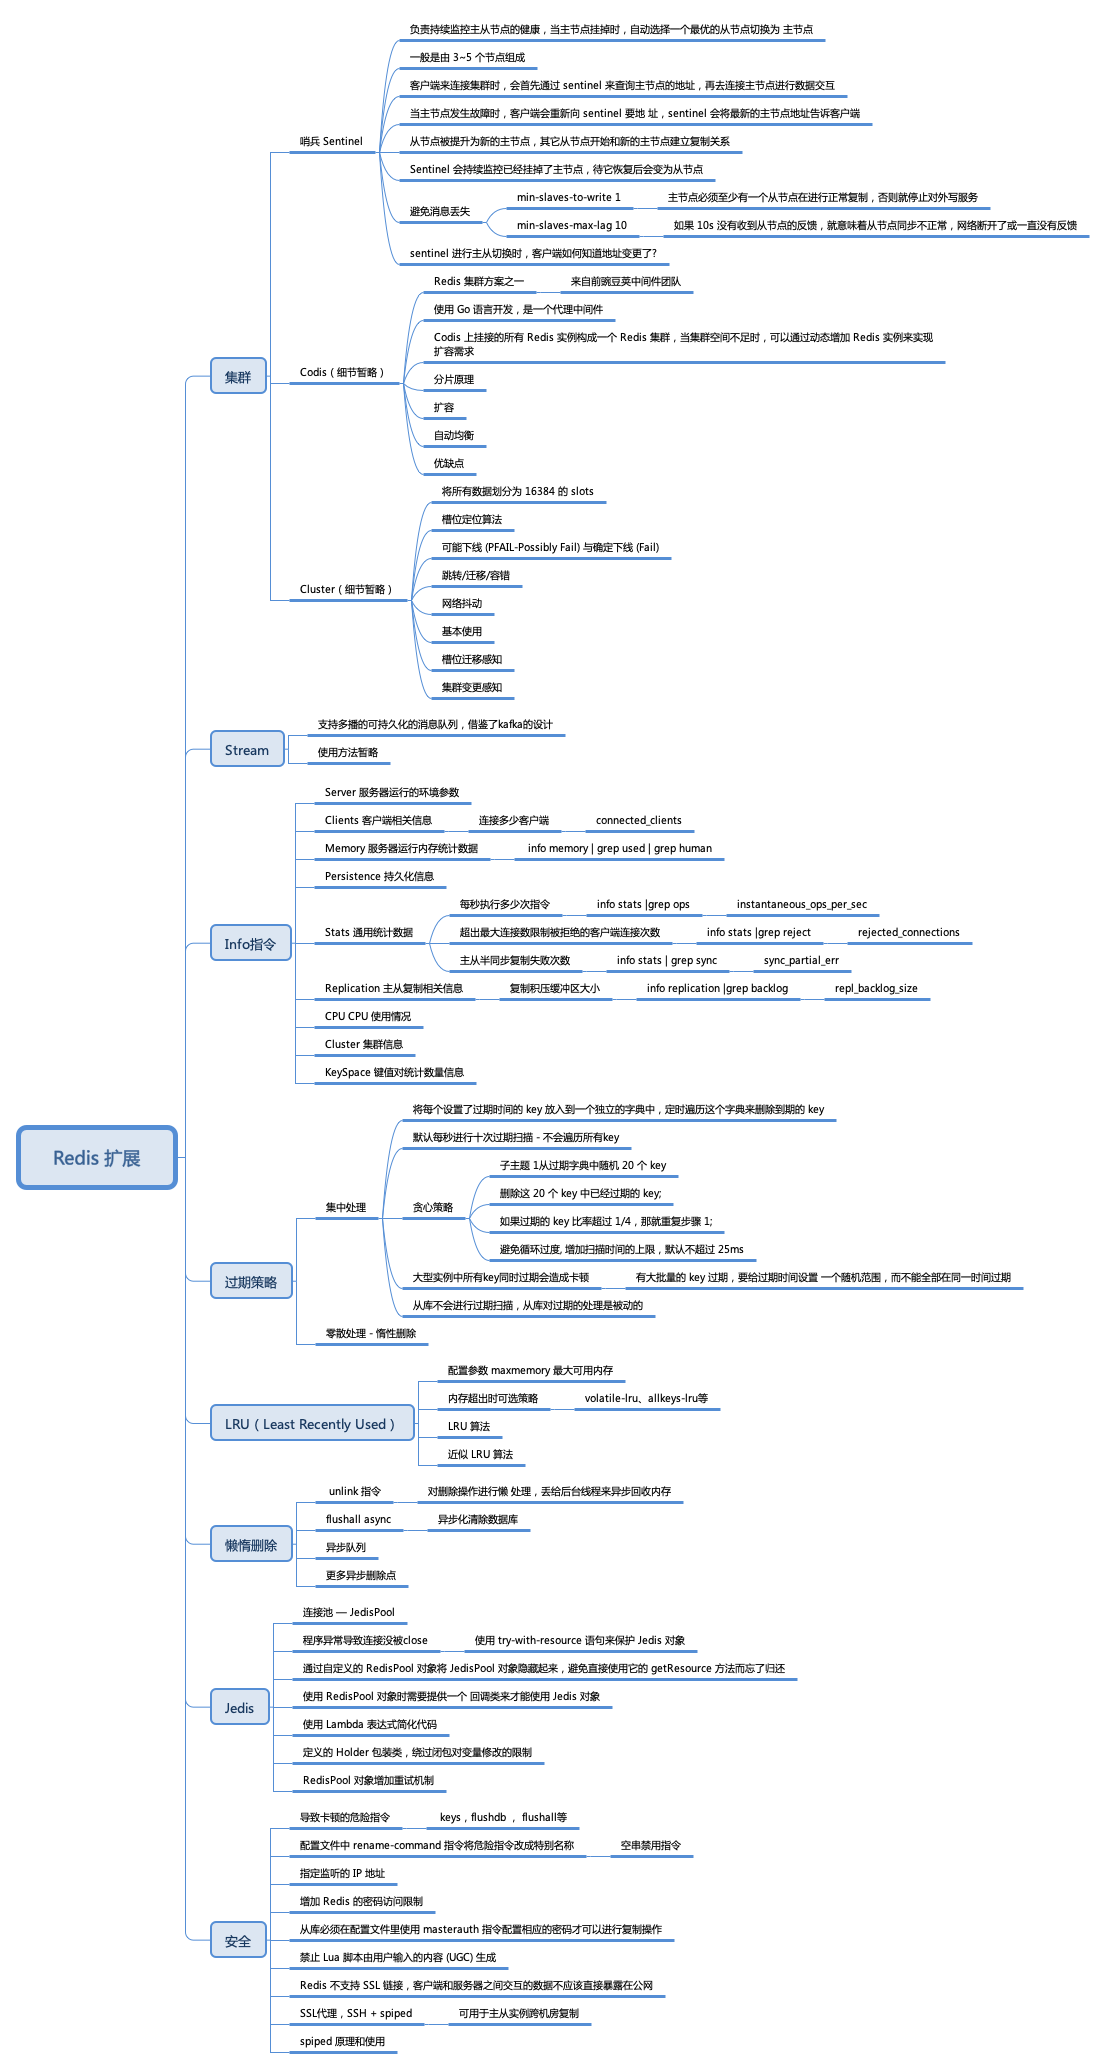 Redis 扩展
集群
哨兵 Sentinel
负责持续监控主从节点的健康，当主节点挂掉时，自动选择一个最优的从节点切换为 主节点
一般是由 3~5 个节点组成
客户端来连接集群时，会首先通过 sentinel 来查询主节点的地址，再去连接主节点进行数据交互
当主节点发生故障时，客户端会重新向 sentinel 要地 址，sentinel 会将最新的主节点地址告诉客户端
从节点被提升为新的主节点，其它从节点开始和新的主节点建立复制关系
Sentinel 会持续监控已经挂掉了主节点，待它恢复后会变为从节点
避免消息丢失
min-slaves-to-write 1
主节点必须至少有一个从节点在进行正常复制，否则就停止对外写服务
min-slaves-max-lag 10
如果 10s 没有收到从节点的反馈，就意味着从节点同步不正常，网络断开了或一直没有反馈
sentinel 进行主从切换时，客户端如何知道地址变更了?
Codis（细节暂略）
Redis 集群方案之一
来自前豌豆荚中间件团队
使用 Go 语言开发，是一个代理中间件
Codis 上挂接的所有 Redis 实例构成一个 Redis 集群，当集群空间不足时，可以通过动态增加 Redis 实例来实现
扩容需求
分片原理
扩容
自动均衡
优缺点
Cluster（细节暂略）
将所有数据划分为 16384 的 slots
槽位定位算法
可能下线 (PFAIL-Possibly Fail) 与确定下线 (Fail)
跳转/迁移/容错
网络抖动
基本使用
槽位迁移感知
集群变更感知
Stream
支持多播的可持久化的消息队列，借鉴了kafka的设计
使用方法暂略
Info指令
Server 服务器运行的环境参数
Clients 客户端相关信息
连接多少客户端
connected_clients
Memory 服务器运行内存统计数据
info memory | grep used | grep human
Persistence 持久化信息
Stats 通用统计数据
每秒执行多少次指令
info stats |grep ops
instantaneous_ops_per_sec
超出最大连接数限制被拒绝的客户端连接次数
info stats |grep reject
rejected_connections
主从半同步复制失败次数
info stats | grep sync
sync_partial_err
Replication 主从复制相关信息
复制积压缓冲区大小
info replication |grep backlog
repl_backlog_size
CPU CPU 使用情况
Cluster 集群信息
KeySpace 键值对统计数量信息
过期策略
集中处理
将每个设置了过期时间的 key 放入到一个独立的字典中，定时遍历这个字典来删除到期的 key
默认每秒进行十次过期扫描 - 不会遍历所有key
贪心策略
子主题 1从过期字典中随机 20 个 key
删除这 20 个 key 中已经过期的 key;
如果过期的 key 比率超过 1/4，那就重复步骤 1;
避免循环过度, 增加扫描时间的上限，默认不超过 25ms
大型实例中所有key同时过期会造成卡顿
有大批量的 key 过期，要给过期时间设置 一个随机范围，而不能全部在同一时间过期
从库不会进行过期扫描，从库对过期的处理是被动的
零散处理 - 惰性删除
LRU（Least Recently Used）
配置参数 maxmemory 最大可用内存
内存超出时可选策略
volatile-lru、allkeys-lru等
LRU 算法
近似 LRU 算法
懒惰删除
unlink 指令
对删除操作进行懒 处理，丢给后台线程来异步回收内存
flushall async
异步化清除数据库
异步队列
更多异步删除点
Jedis
连接池 — JedisPool
程序异常导致连接没被close
使用 try-with-resource 语句来保护 Jedis 对象
通过自定义的 RedisPool 对象将 JedisPool 对象隐藏起来，避免直接使用它的 getResource 方法而忘了归还
使用 RedisPool 对象时需要提供一个 回调类来才能使用 Jedis 对象
使用 Lambda 表达式简化代码
定义的 Holder 包装类，绕过闭包对变量修改的限制
RedisPool 对象增加重试机制
安全
导致卡顿的危险指令
keys，flushdb ， flushall等
配置文件中 rename-command 指令将危险指令改成特别名称
空串禁用指令
指定监听的 IP 地址
增加 Redis 的密码访问限制
从库必须在配置文件里使用 masterauth 指令配置相应的密码才可以进行复制操作
禁止 Lua 脚本由用户输入的内容 (UGC) 生成
Redis 不支持 SSL 链接，客户端和服务器之间交互的数据不应该直接暴露在公网
SSL代理，SSH + spiped
可用于主从实例跨机房复制
spiped 原理和使用